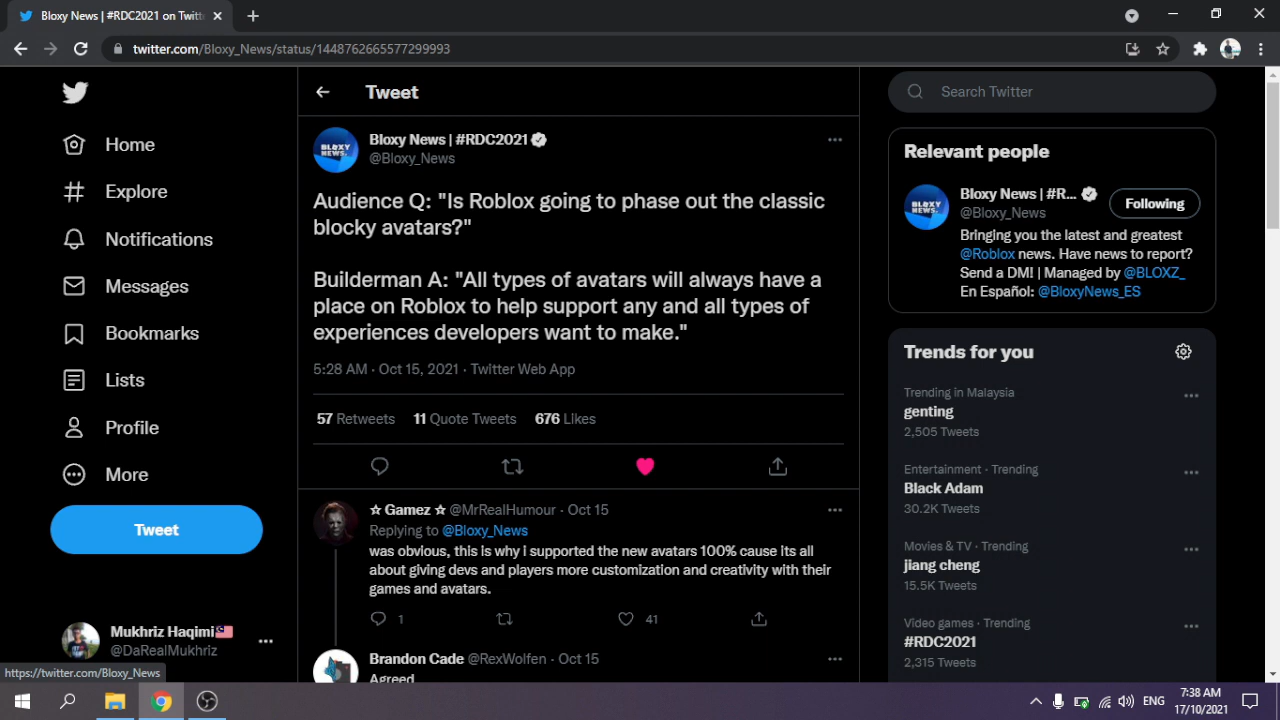 Bloxy News | #RDC2021 on Twitt
twitter.com/Bloxy_News/status/1448762665577299993
Home
Explore
Notifications
Messages
Bookmarks
Lists
Profile
More
Tweet
Mukhriz Haqimi
@DaRealMukhriz
https://twitter.com/Bloxy_News
Tweet
BLOXY NEWS
Bloxy News | #RDC2021
@Bloxy_News
Audience Q: "Is Roblox going to phase out the classic
blocky avatars?"
Builderman A: "All types of avatars will always have a
place on Roblox to help support any and all types of
experiences developers want to make."
5:28 AM · Oct 15, 2021 · Twitter Web App
57 Retweets 11 Quote Tweets 676 Likes
☆ Gamez ☆ @MrRealHumour · Oct 15
Replying to @Bloxy_News
was obvious, this is why i supported the new avatars 100% cause its all
about giving devs and players more customization and creativity with their
games and avatars.
1 41
Brandon Cade @RexWolfen · Oct 15
Agreed
Search Twitter
Relevant people
BLOXY NEWS
Bloxy News | #R...
@Bloxy_News
Following
Bringing you the latest and greatest
@Roblox news. Have news to report?
Send a DM! | Managed by @BLOXZ_
En Español: @BloxyNews_ES
Trends for you
Trending in Malaysia
genting
2,505 Tweets
Entertainment · Trending
Black Adam
30.2K Tweets
Movies & TV · Trending
jiang cheng
15.5K Tweets
Video games · Trending
#RDC2021
2,315 Tweets
ENG
7:38 AM
17/10/2021